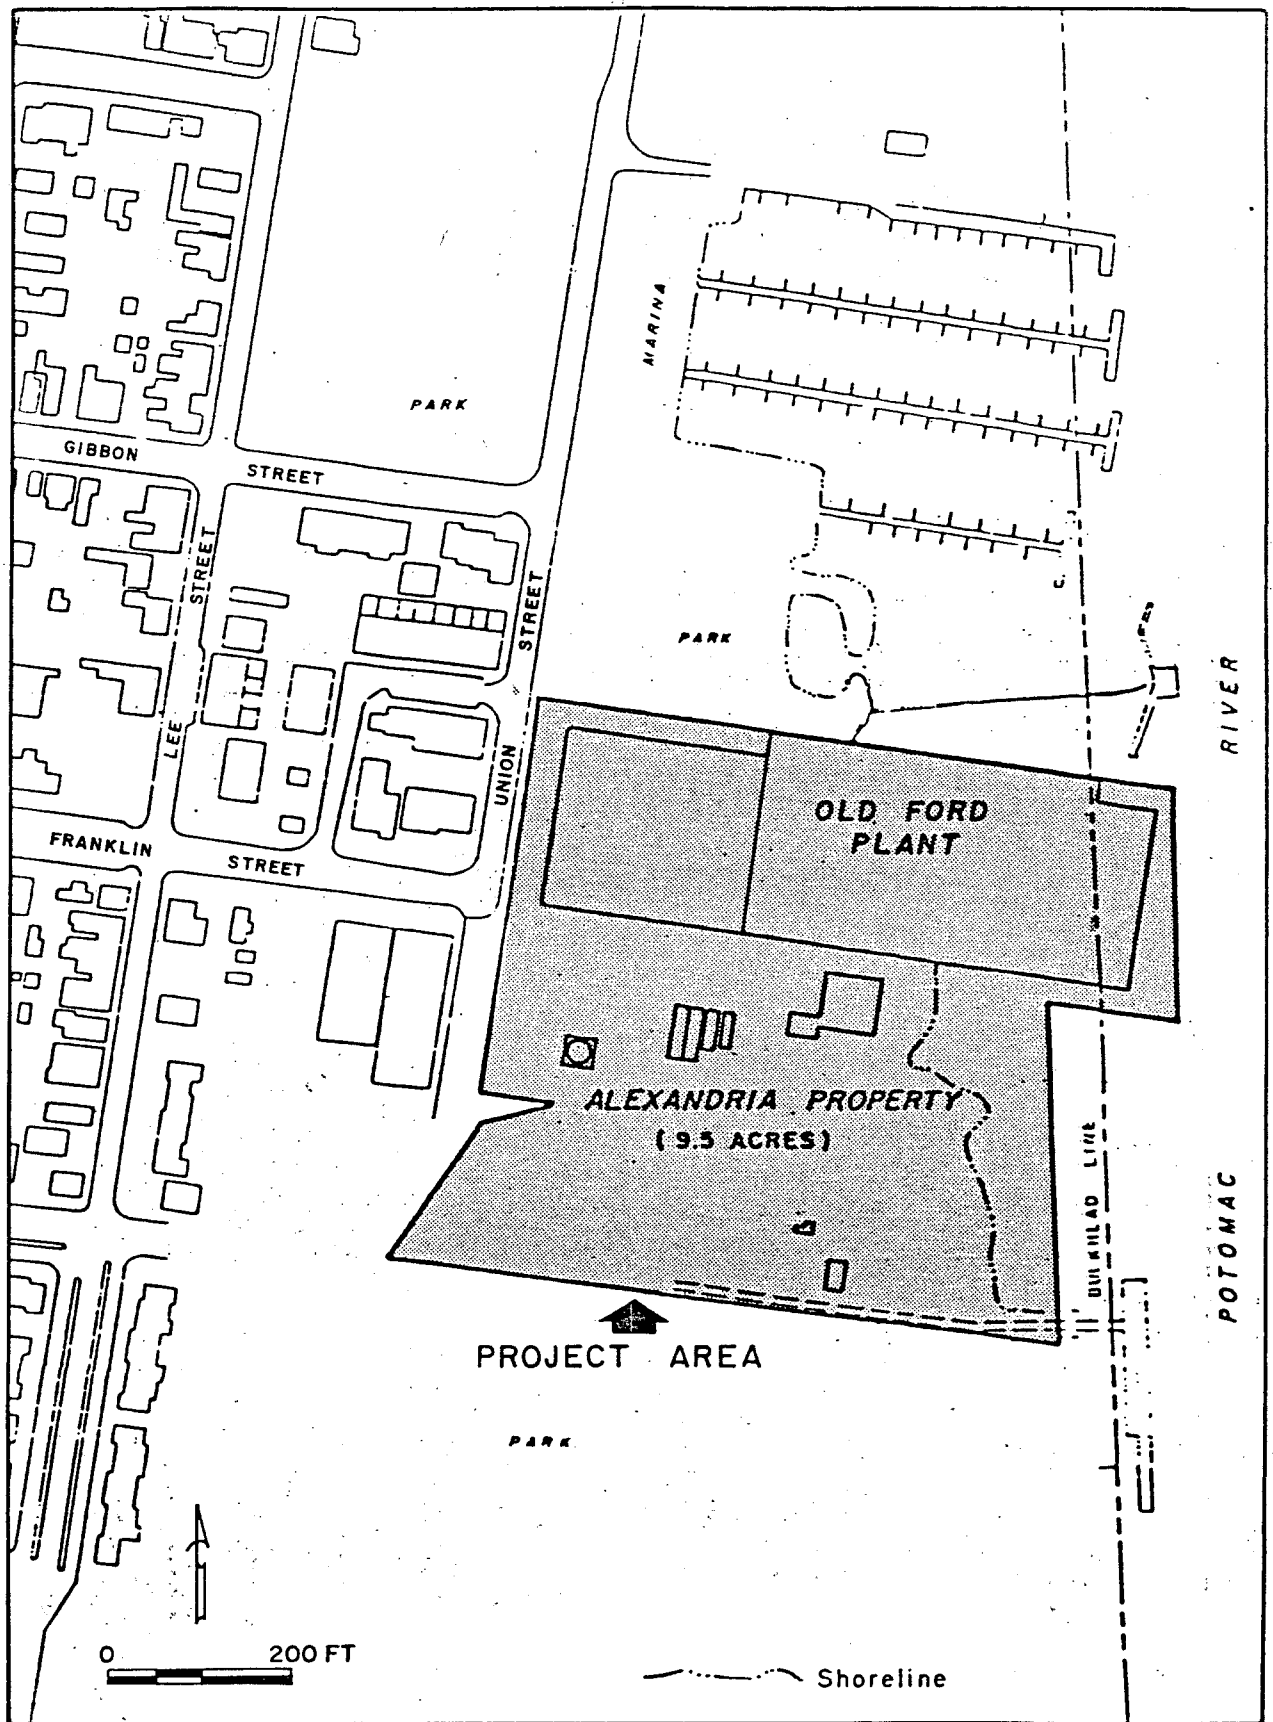 MARINA
PARK
GIBBON
STREET
STREET
STREET
PARK
RIVER
LEE
UNION
OLD FORD
PLANT
FRANKLIN
STREET
ALEXANDRIA PROPERTY
(9.5 ACRES)
BULKHEAD LINE
POTOMAC
PROJECT AREA
PARK
0 200 FT
Shoreline